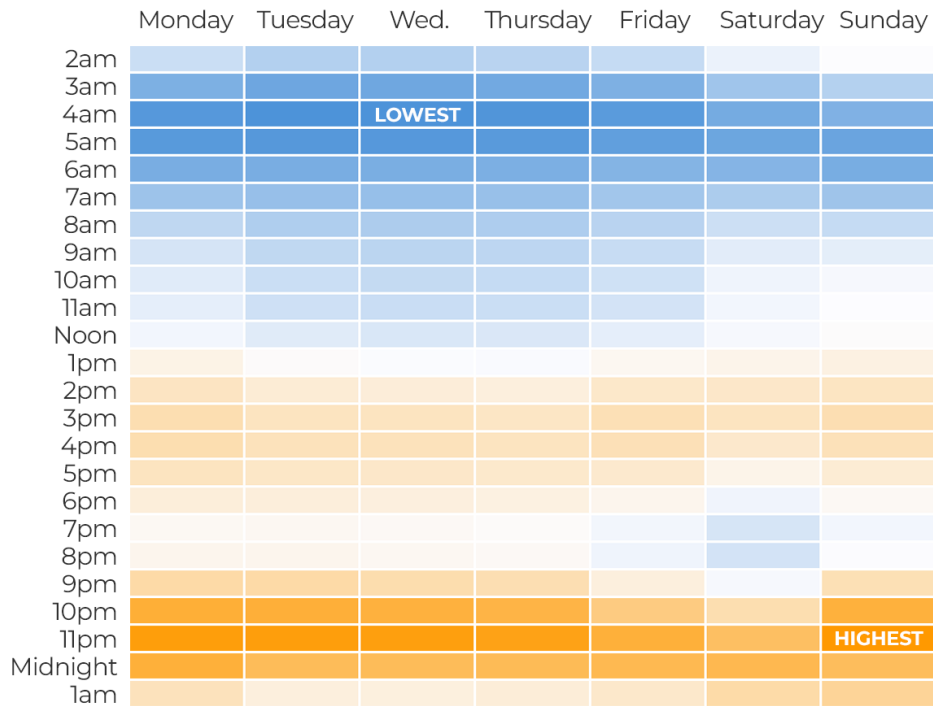 Monday Tuesday Wed. Thursday Friday Saturday Sunday
2am
3am
4am LOWEST
5am
6am
7am
8am
9am
10am
11am
Noon
1pm
2pm
3pm
4pm
5pm
6pm
7pm
8pm
9pm
10pm
11pm HIGHEST
Midnight
1am